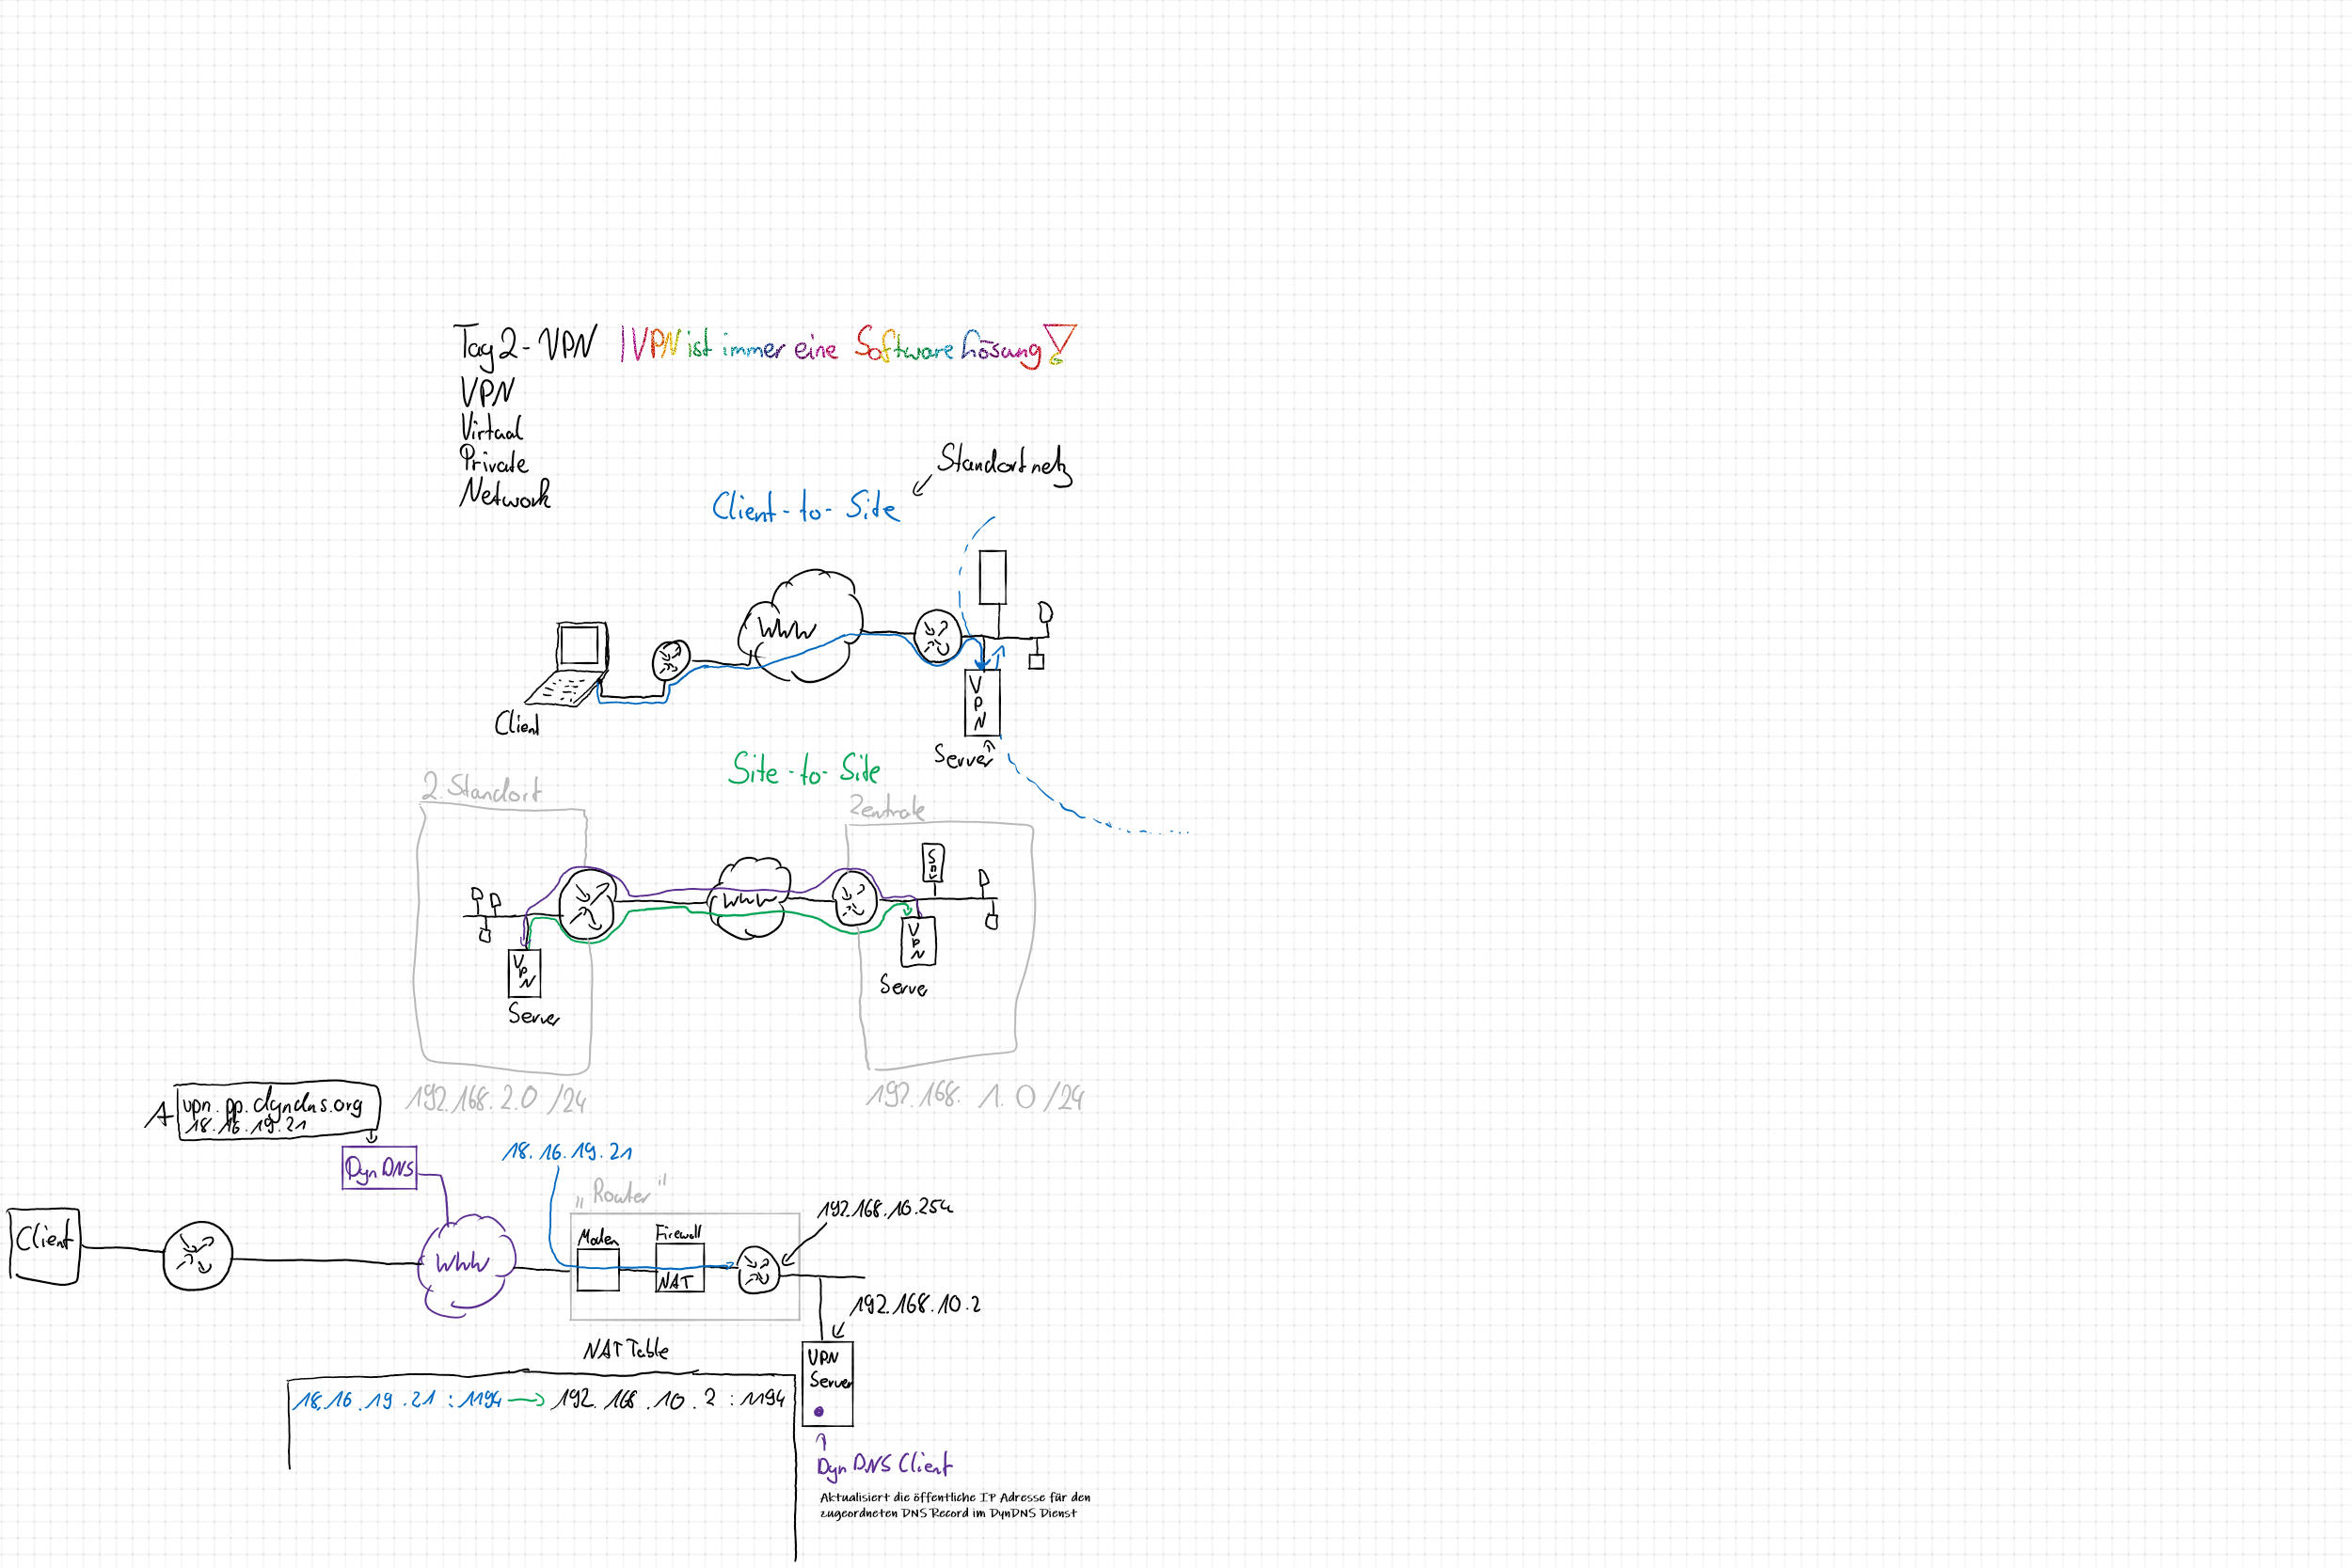 Tag 2 - VPN | VPN ist immer eine Software Lösung !
VPN
Virtual
Private
Network
Standortnetz
Client - to - Site
WWW
VPN
Client
Server
Site - to - Site
2. Standort
Zentrale
SRV
WWW
VPN
VPN
Server
Server
192.168.2.0 /24
192.168. 1.0 /24
A
vpn.pp.dyndns.org
18.16.19.21
Dyn DNS
18.16.19.21
„Router"
192.168.10.254
Client
WWW
Modem
Firewall
NAT
192.168.10.2
NAT Table
VPN
Server
18.16.19.21 : 1194 → 192.168.10.2 : 1194
Dyn DNS Client
Aktualisiert die öffentliche IP Adresse für den
zugeordneten DNS Record im DynDNS Dienst